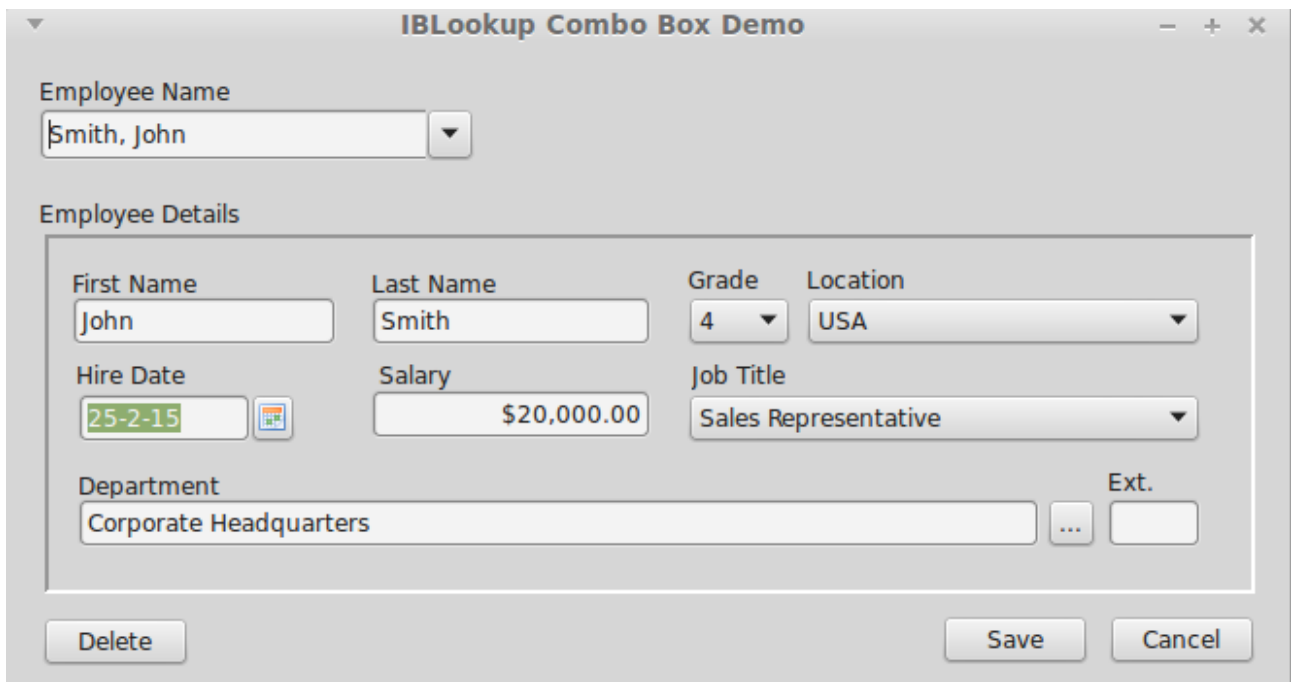 IBLookup Combo Box Demo
Employee Name
Smith, John
Employee Details
First Name Last Name Grade Location
John Smith 4 USA
Hire Date Salary Job Title
25-2-15 $20,000.00 Sales Representative
Department Ext.
Corporate Headquarters ...
Delete Save Cancel